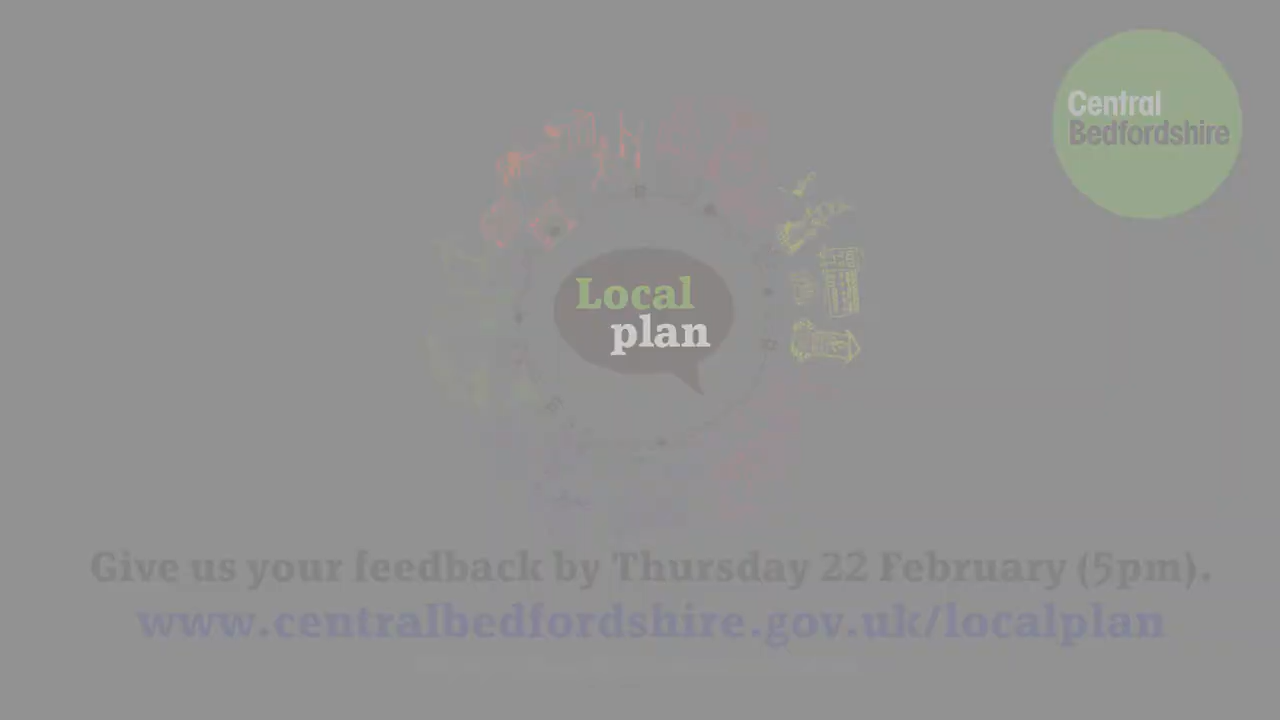 Central
Bedfordshire
Local
plan
Give us your feedback by Thursday 22 February (5pm).
www.centralbedfordshire.gov.uk/localplan